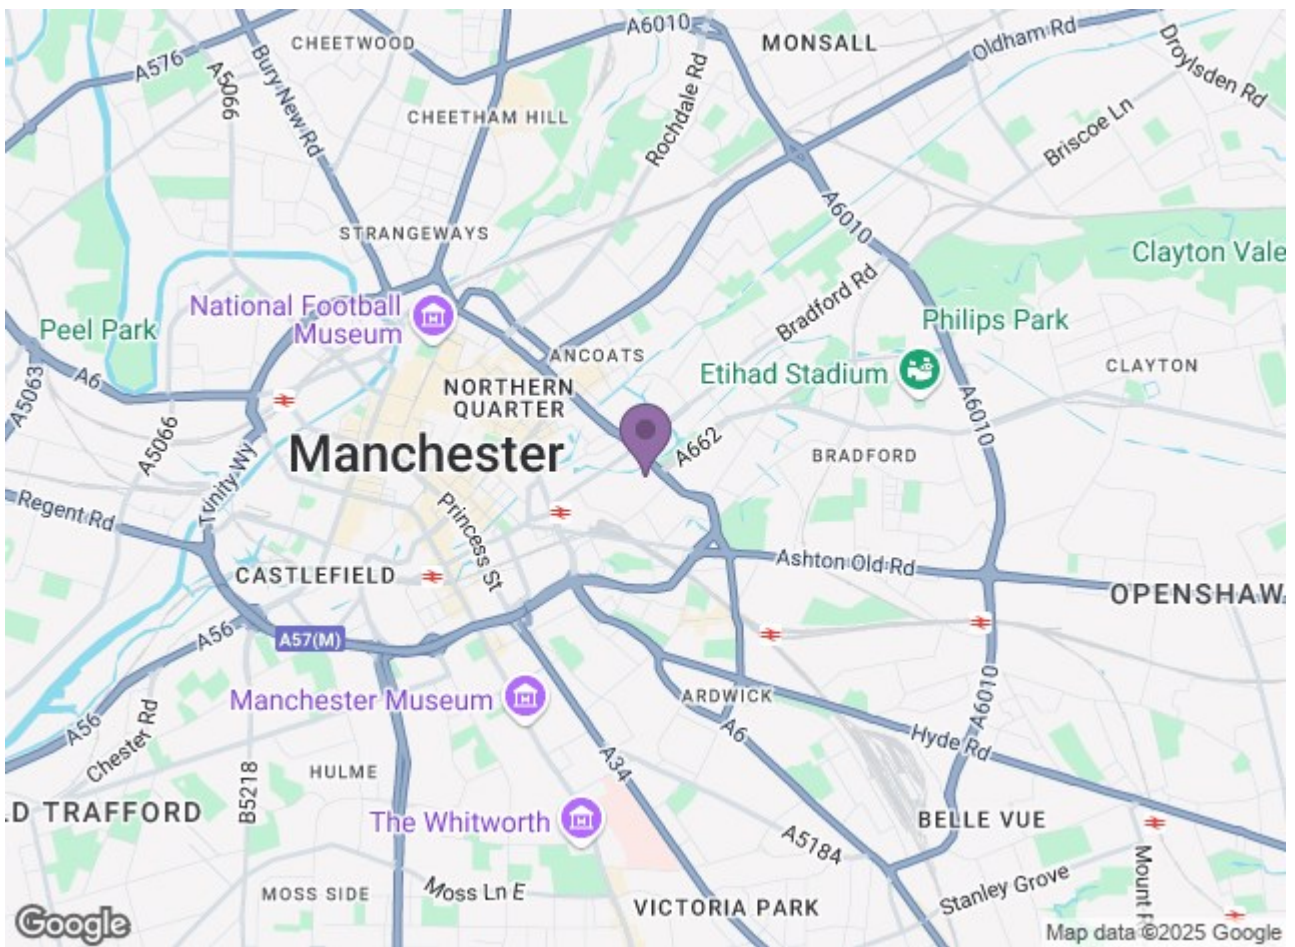 A6010
MONSALL
CHEETWOOD
Oldham Rd
Droylsden Rd
A576
A5066
Bury New Rd
Rochdale Rd
CHEETHAM HILL
Briscoe Ln
A6010
STRANGEWAYS
Clayton Vale
National Football
Museum
Bradford Rd
Peel Park
Philips Park
ANCOATS
CLAYTON
A6
Etihad Stadium
NORTHERN
QUARTER
A5063
A6010
A5066
Manchester
A662
BRADFORD
Trinity Wy
Regent Rd
Princess St
CASTLEFIELD
Ashton Old Rd
OPENSHAW
A56
A57(M)
Manchester Museum
ARDWICK
A6010
A56
A6
Hyde Rd
Chester Rd
HULME
A34
B5218
.D TRAFFORD
The Whitworth
BELLE VUE
A5184
MOSS SIDE
Moss Ln E
VICTORIA PARK
Stanley Grove
Mount R
Google
Map data ©2025 Google